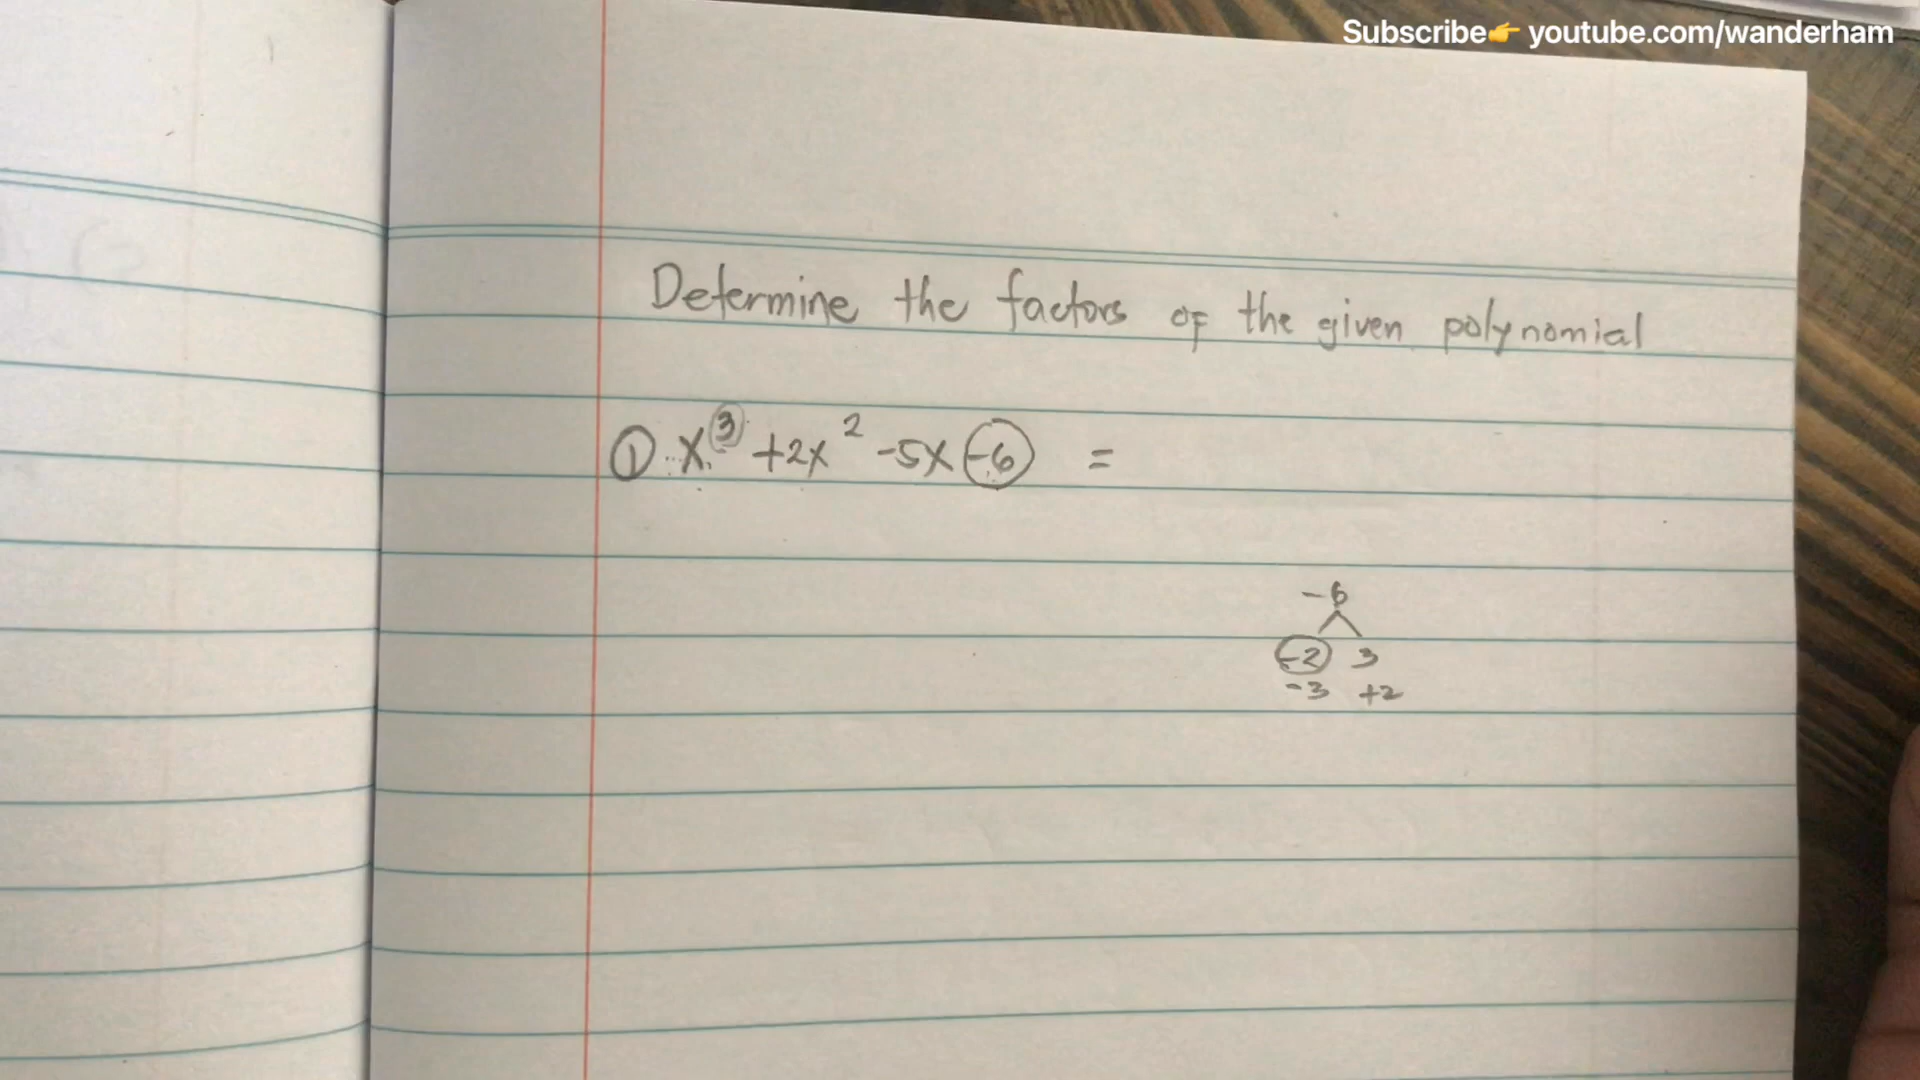 Subscribe👉 youtube.com/wanderham
Determine the factors of the given polynomial
① x³ +2x² -5x -6 =
-6
-2 3
-3 +2